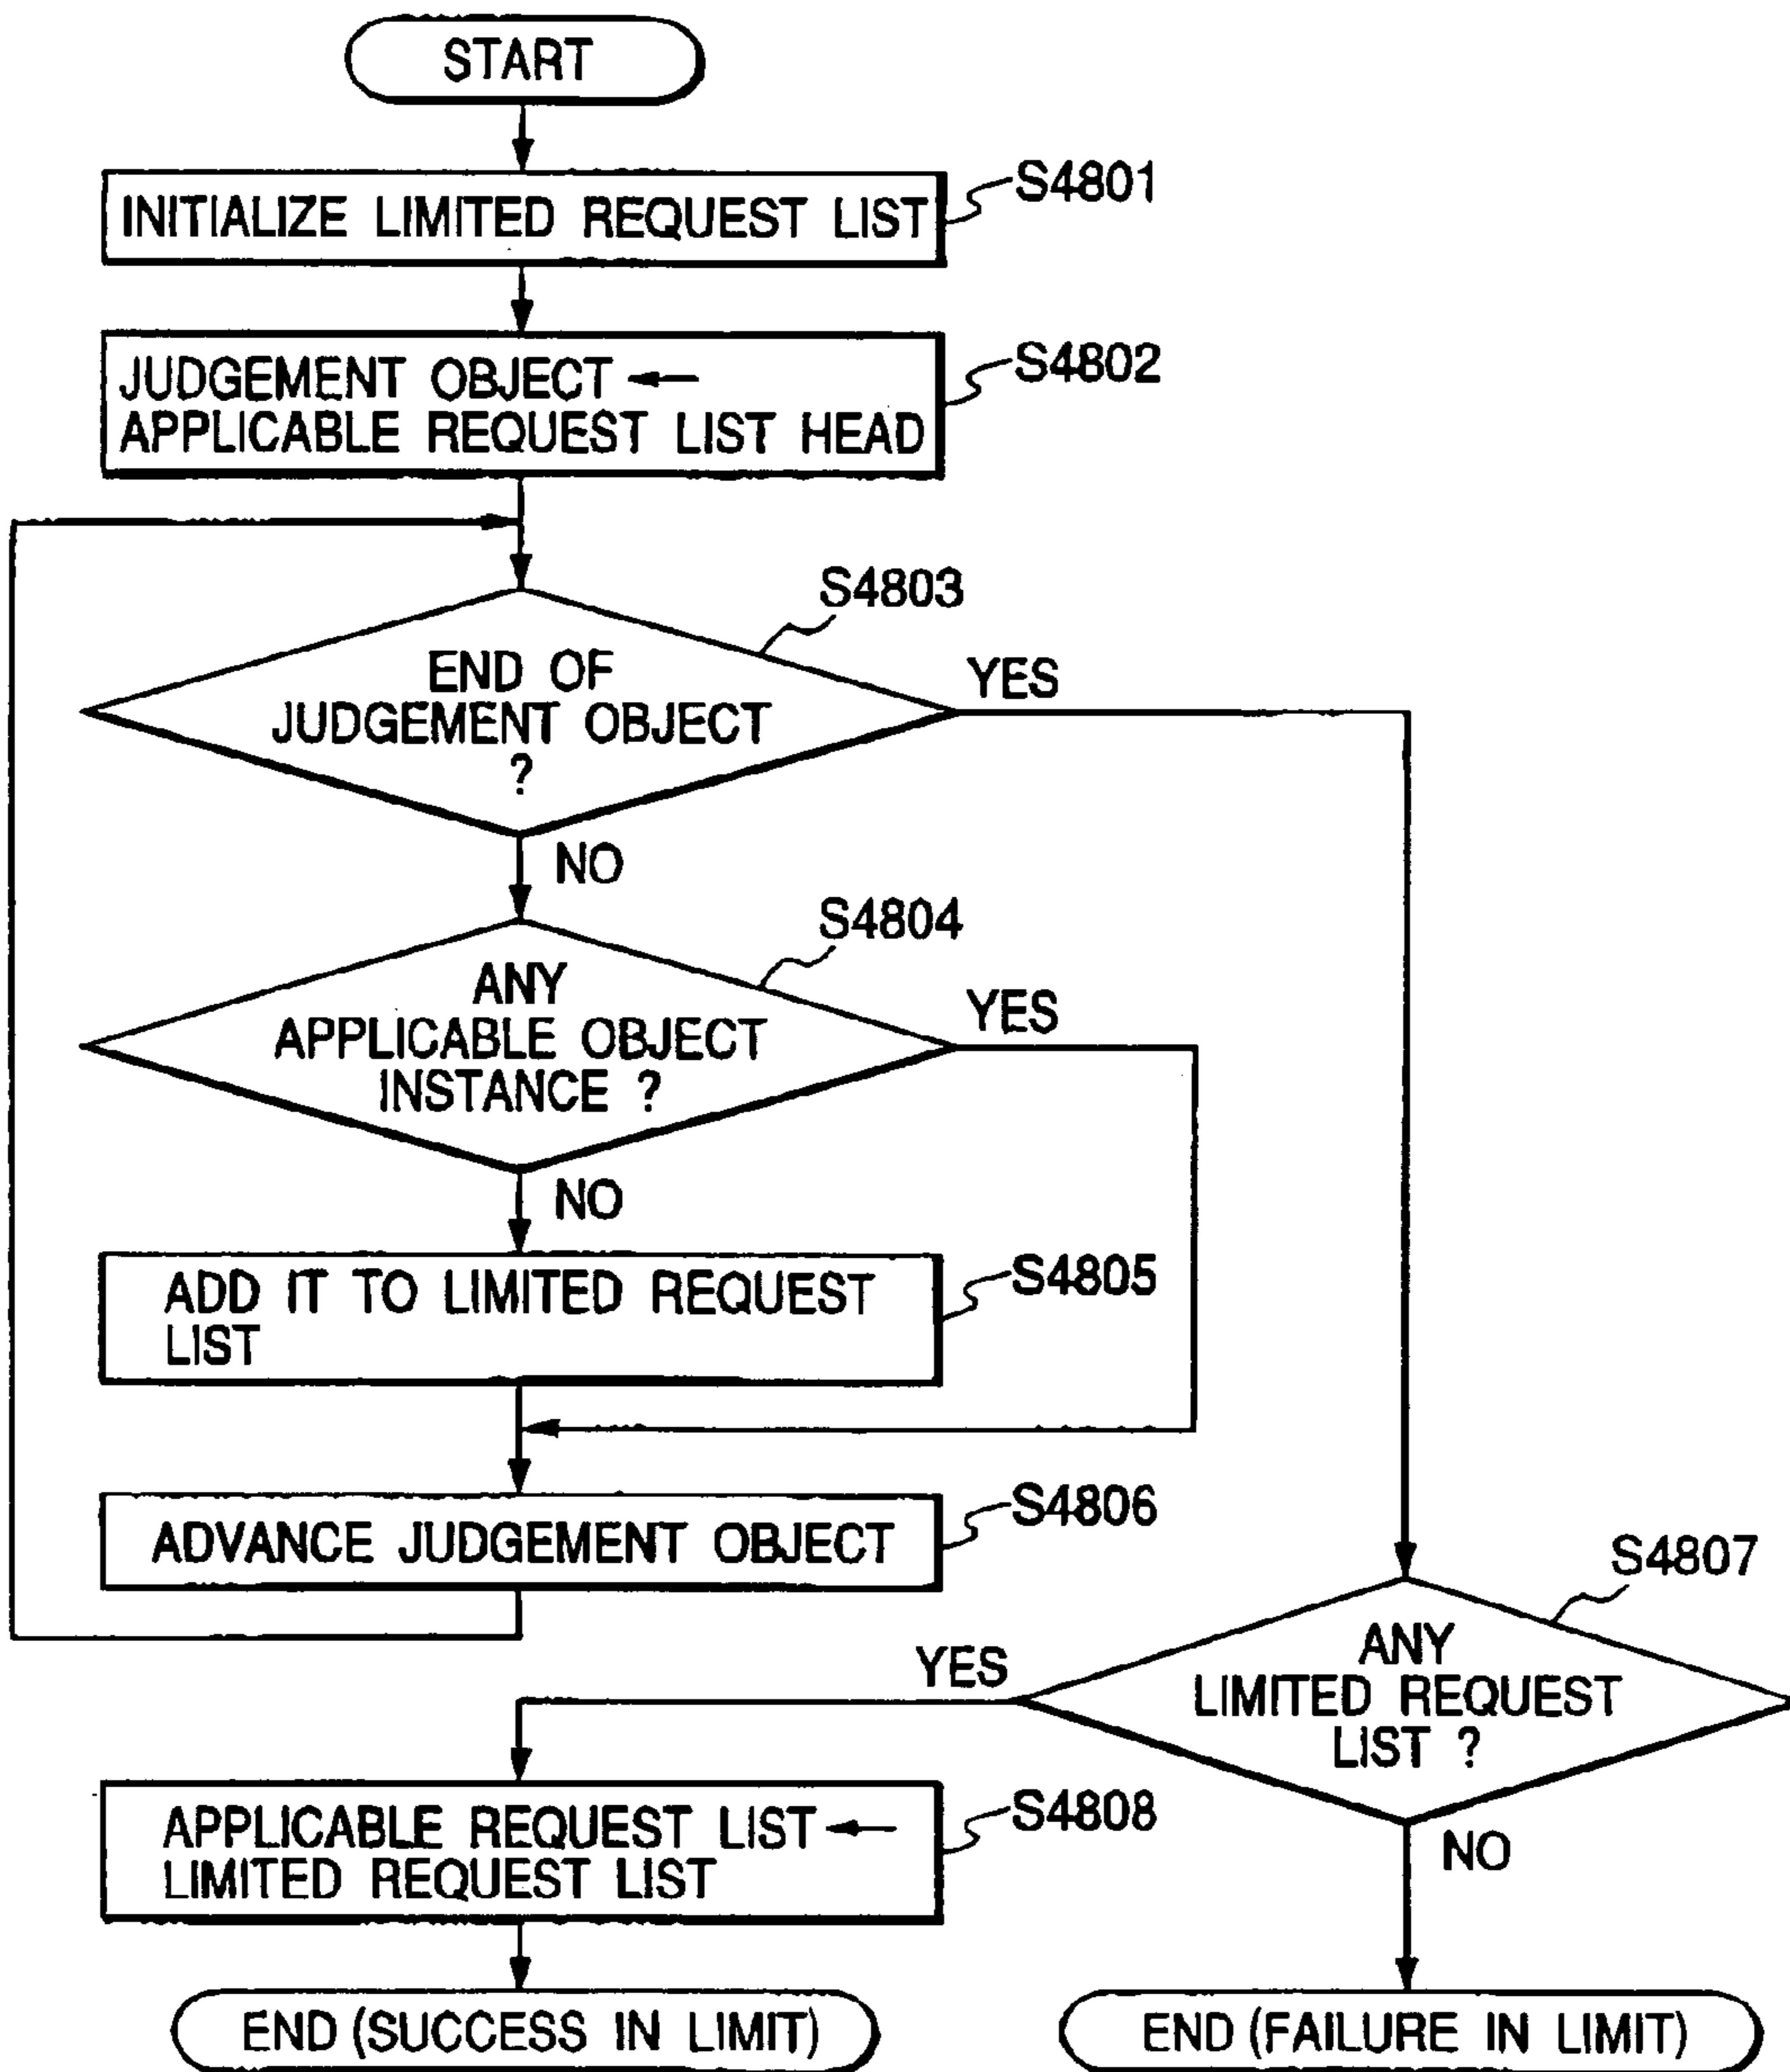 START
INITIALIZE LIMITED REQUEST LIST
S4801
JUDGEMENT OBJECT ←
APPLICABLE REQUEST LIST HEAD
S4802
S4803
END OF
JUDGEMENT OBJECT
?
YES
NO
S4804
ANY
APPLICABLE OBJECT
INSTANCE ?
YES
NO
ADD IT TO LIMITED REQUEST
LIST
S4805
ADVANCE JUDGEMENT OBJECT
S4806
S4807
ANY
LIMITED REQUEST
LIST ?
YES
NO
APPLICABLE REQUEST LIST ←
LIMITED REQUEST LIST
S4808
END (SUCCESS IN LIMIT)
END (FAILURE IN LIMIT)